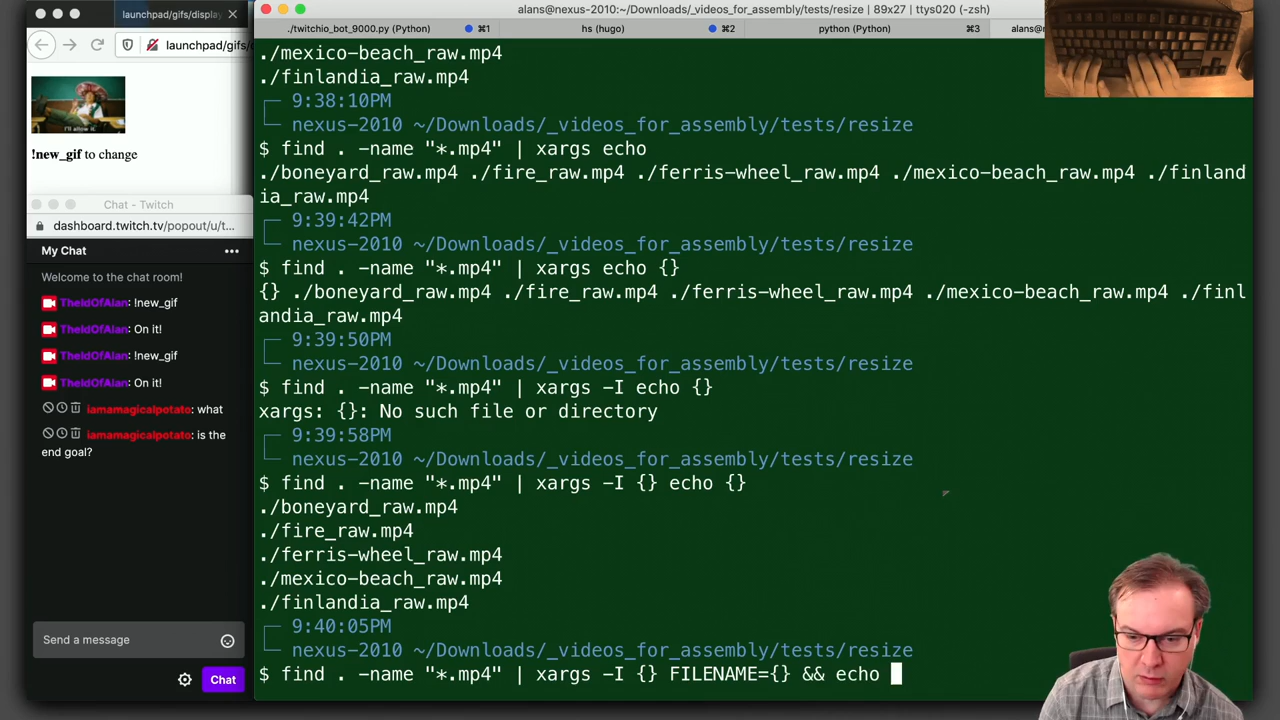 launchpad/gifs/display
launchpad/gifs/
I'll allow it.
!new_gif to change
Chat - Twitch
dashboard.twitch.tv/popout/u/t...
My Chat
Welcome to the chat room!
TheIdOfAlan: !new_gif
TheIdOfAlan: On it!
TheIdOfAlan: !new_gif
TheIdOfAlan: On it!
iamamagicalpotato: what
iamamagicalpotato: is the
end goal?
Send a message
Chat
alans@nexus-2010:~/Downloads/_videos_for_assembly/tests/resize | 89x27 | ttys020 (-zsh)
./twitchio_bot_9000.py (Python) ⌘1 hs (hugo) ⌘2 python (Python) ⌘3 alans@n
./mexico-beach_raw.mp4
./finlandia_raw.mp4
9:38:10PM
nexus-2010 ~/Downloads/_videos_for_assembly/tests/resize
$ find . -name "*.mp4" | xargs echo
./boneyard_raw.mp4 ./fire_raw.mp4 ./ferris-wheel_raw.mp4 ./mexico-beach_raw.mp4 ./finland
ia_raw.mp4
9:39:42PM
nexus-2010 ~/Downloads/_videos_for_assembly/tests/resize
$ find . -name "*.mp4" | xargs echo {}
{} ./boneyard_raw.mp4 ./fire_raw.mp4 ./ferris-wheel_raw.mp4 ./mexico-beach_raw.mp4 ./finl
andia_raw.mp4
9:39:50PM
nexus-2010 ~/Downloads/_videos_for_assembly/tests/resize
$ find . -name "*.mp4" | xargs -I echo {}
xargs: {}: No such file or directory
9:39:58PM
nexus-2010 ~/Downloads/_videos_for_assembly/tests/resize
$ find . -name "*.mp4" | xargs -I {} echo {}
./boneyard_raw.mp4
./fire_raw.mp4
./ferris-wheel_raw.mp4
./mexico-beach_raw.mp4
./finlandia_raw.mp4
9:40:05PM
nexus-2010 ~/Downloads/_videos_for_assembly/tests/resize
$ find . -name "*.mp4" | xargs -I {} FILENAME={} && echo